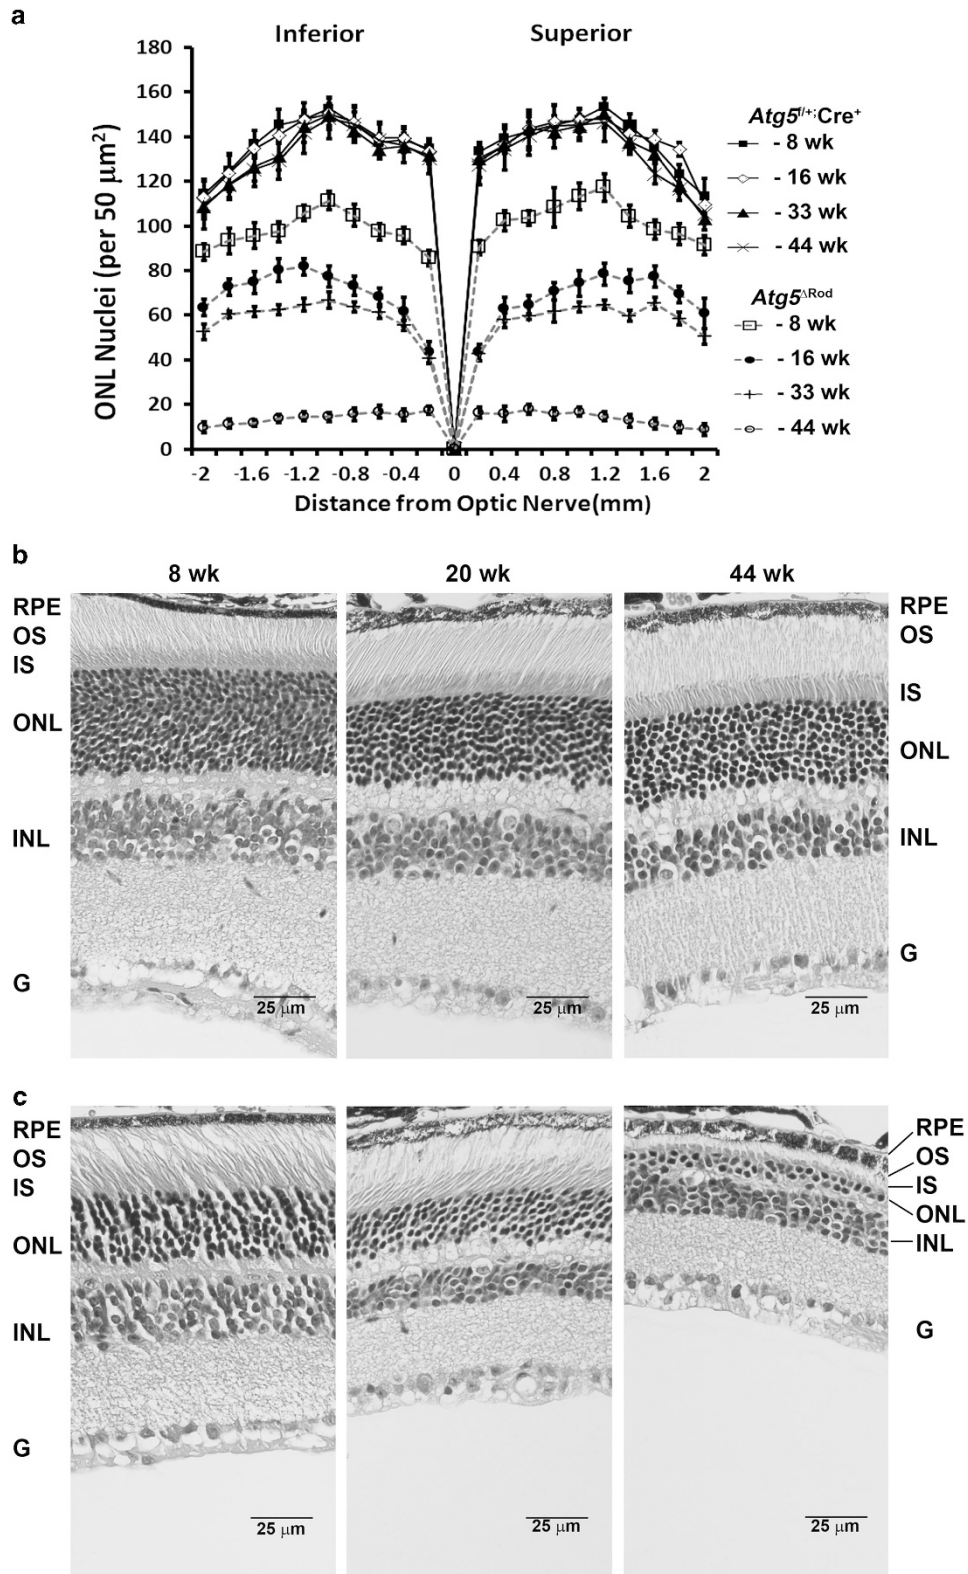 a
Inferior Superior
ONL Nuclei (per 50 µm²)
180
160
140
120
100
80
60
40
20
0
-2 -1.6 -1.2 -0.8 -0.4 0 0.4 0.8 1.2 1.6 2
Distance from Optic Nerve(mm)
Atg5f/+;Cre+
- 8 wk
- 16 wk
- 33 wk
- 44 wk
Atg5ΔRod
- 8 wk
- 16 wk
- 33 wk
- 44 wk
b
8 wk 20 wk 44 wk
RPE
OS
IS
ONL
INL
G
RPE
OS
IS
ONL
INL
G
25 µm 25 µm 25 µm
c
RPE
OS
IS
ONL
INL
G
RPE
OS
IS
ONL
INL
G
25 µm 25 µm 25 µm